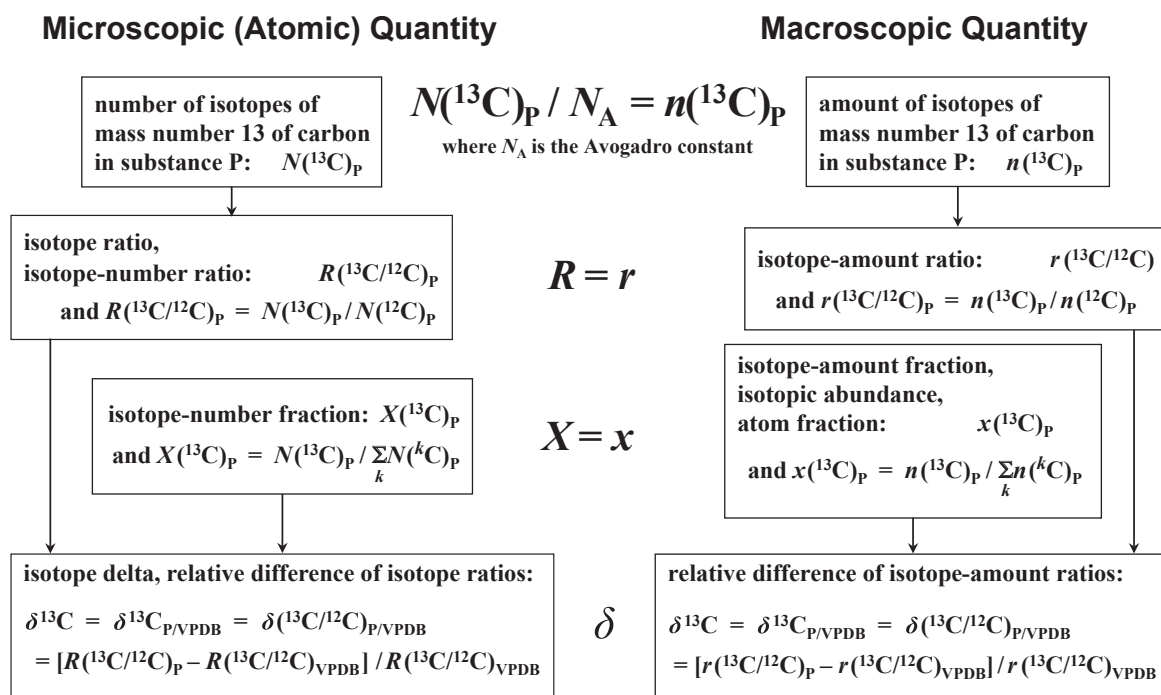 Microscopic (Atomic) Quantity
Macroscopic Quantity
number of isotopes of
mass number 13 of carbon
in substance P: N(¹³C)P
N(¹³C)P / NA = n(¹³C)P
where NA is the Avogadro constant
amount of isotopes of
mass number 13 of carbon
in substance P: n(¹³C)P
isotope ratio,
isotope-number ratio: R(¹³C/¹²C)P
and R(¹³C/¹²C)P = N(¹³C)P/N(¹²C)P
R = r
isotope-amount ratio: r(¹³C/¹²C)
and r(¹³C/¹²C)P = n(¹³C)P/n(¹²C)P
isotope-number fraction: X(¹³C)P
and X(¹³C)P = N(¹³C)P/ΣN(ᵏC)P
k
X = x
isotope-amount fraction,
isotopic abundance,
atom fraction: x(¹³C)P
and x(¹³C)P = n(¹³C)P/Σn(ᵏC)P
k
isotope delta, relative difference of isotope ratios:
δ¹³C = δ¹³CP/VPDB = δ(¹³C/¹²C)P/VPDB
= [R(¹³C/¹²C)P – R(¹³C/¹²C)VPDB] / R(¹³C/¹²C)VPDB
δ
relative difference of isotope-amount ratios:
δ¹³C = δ¹³CP/VPDB = δ(¹³C/¹²C)P/VPDB
= [r(¹³C/¹²C)P – r(¹³C/¹²C)VPDB] / r(¹³C/¹²C)VPDB